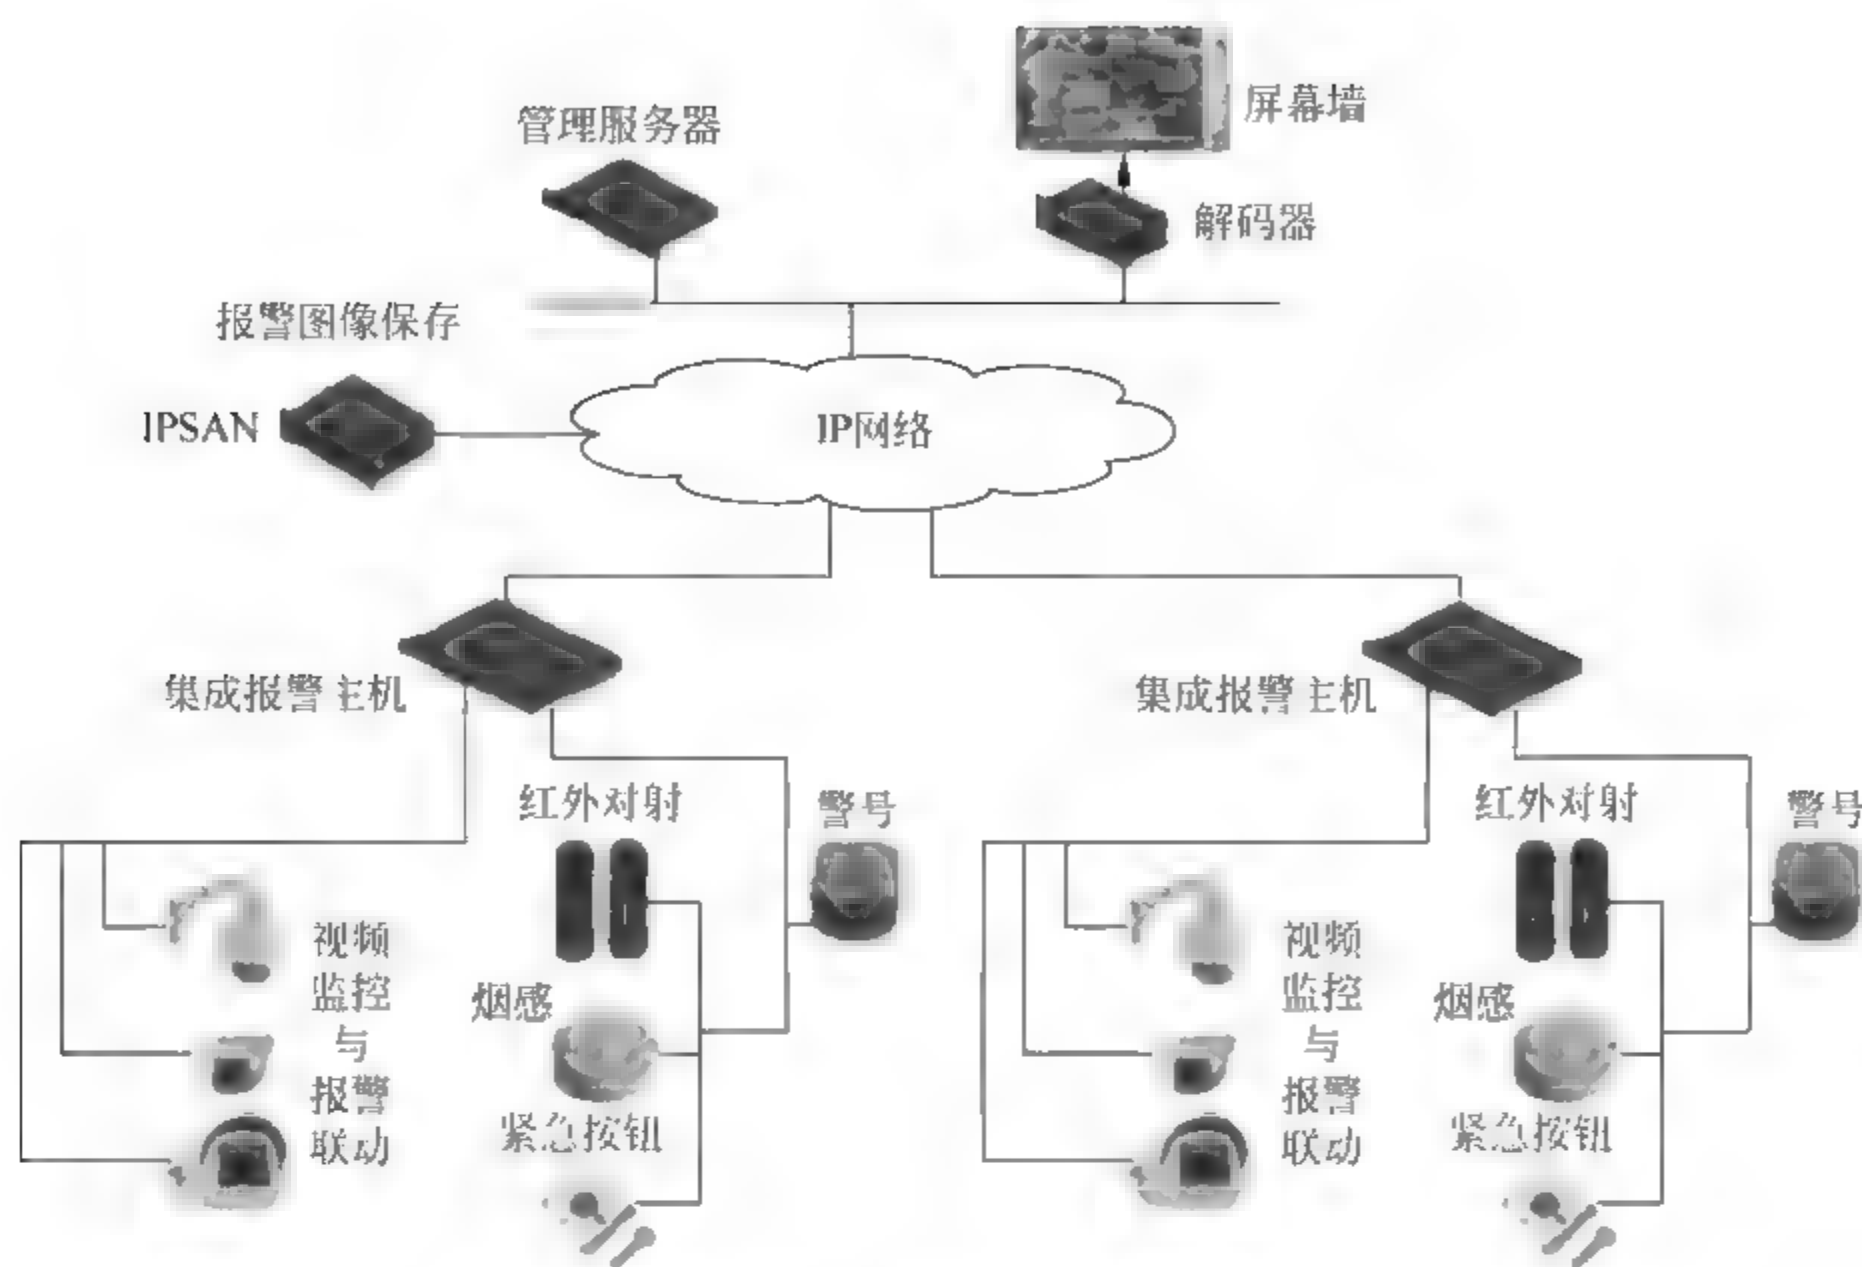 屏幕墙
管理服务器
解码器
报警图像保存
IPSAN
IP网络
集成报警主机
集成报警主机
红外对射
警号
红外对射
警号
视频
监控
与
报警
联动
烟感
紧急按钮
视频
监控
与
报警
联动
烟感
紧急按钮